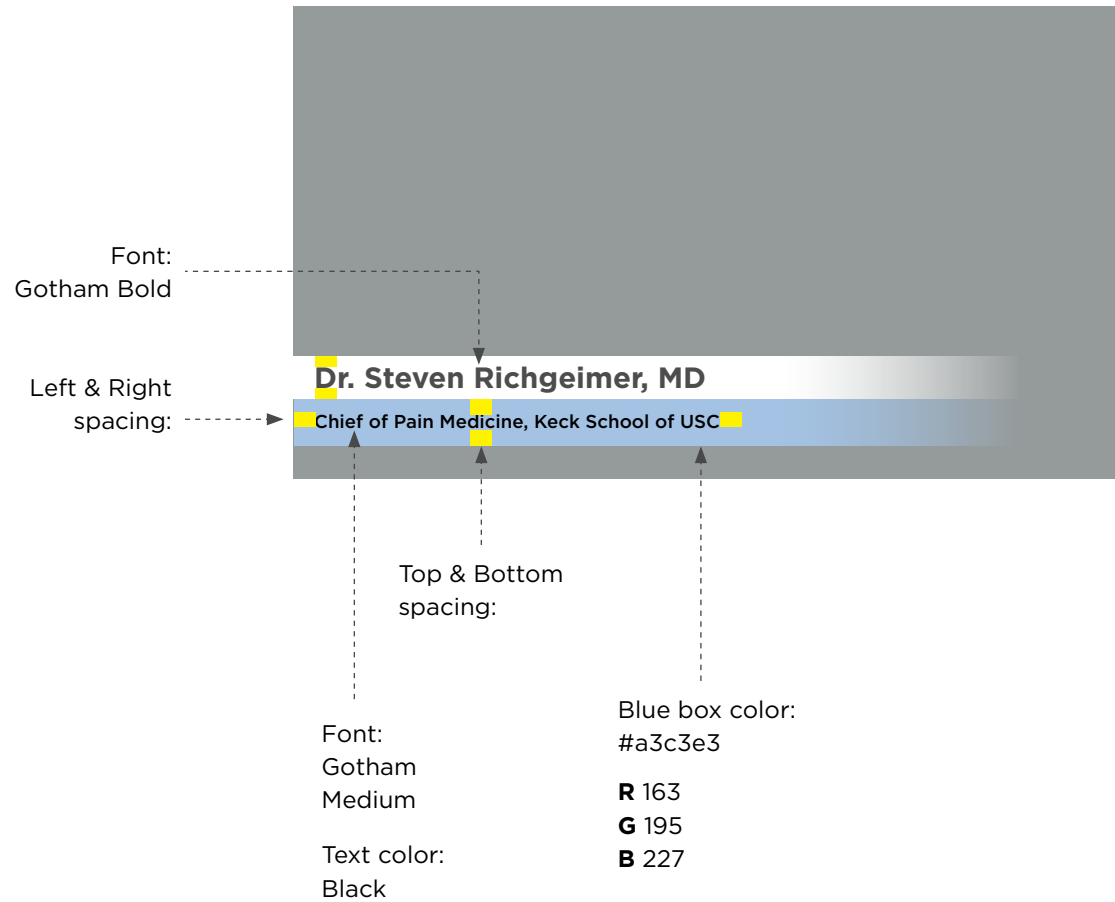 Font:
Gotham Bold
Dr. Steven Richgeimer, MD
Left & Right
spacing:
Chief of Pain Medicine, Keck School of USC
Top & Bottom
spacing:
Font:
Gotham
Medium
Text color:
Black
Blue box color:
#a3c3e3
R 163
G 195
B 227